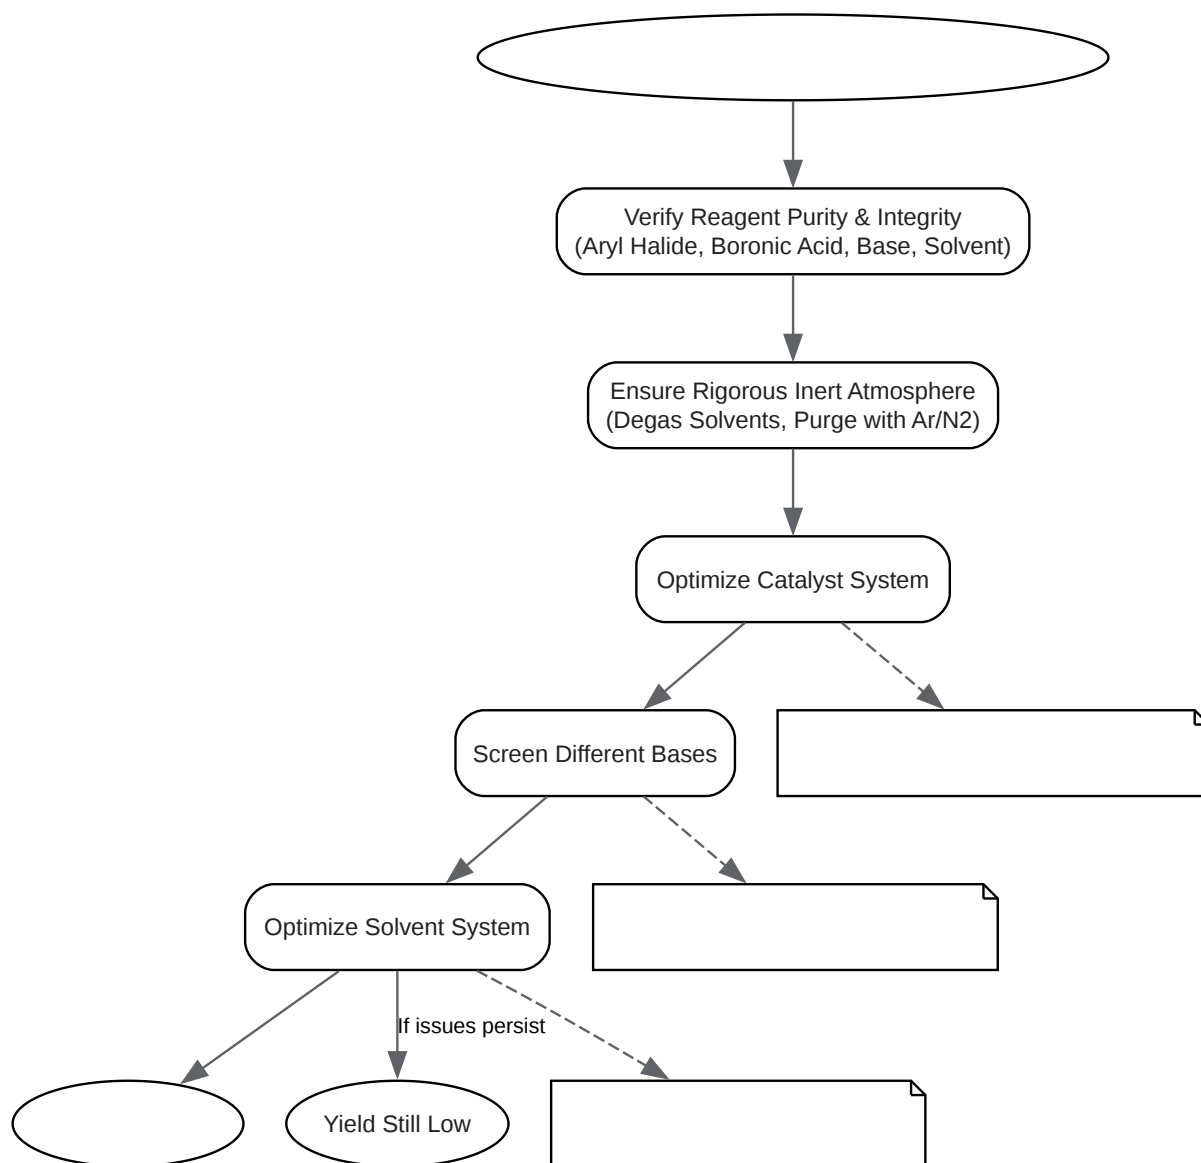 Verify Reagent Purity & Integrity
(Aryl Halide, Boronic Acid, Base, Solvent)
Ensure Rigorous Inert Atmosphere
(Degas Solvents, Purge with Ar/N2)
Optimize Catalyst System
Screen Different Bases
Optimize Solvent System
If issues persist
Yield Still Low